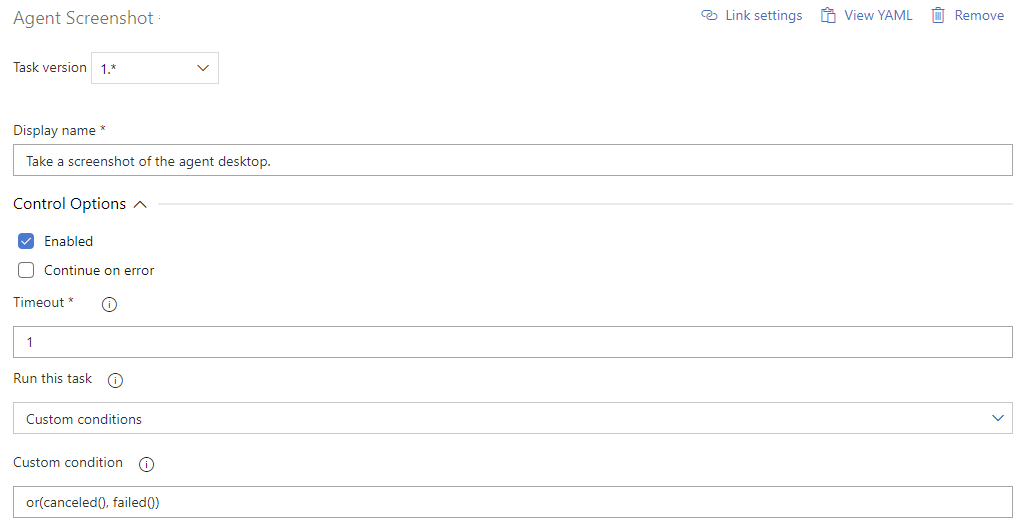 Agent Screenshot
Link settings
View YAML
Remove
Task version 1.*
Display name *
Take a screenshot of the agent desktop.
Control Options
Enabled
Continue on error
Timeout *
1
Run this task
Custom conditions
Custom condition
or(canceled(), failed())